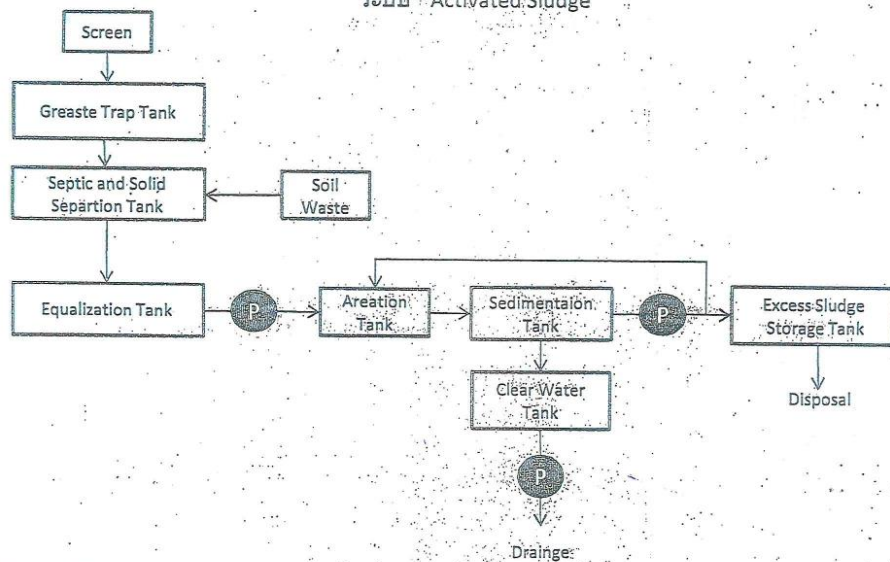 Activated Sludge
Screen
Greaste Trap Tank
Septic and Solid
Separtion Tank
Soil
Waste
Equalization Tank
P
Areation
Tank
Sedimentaion
Tank
P
Excess Sludge
Storage Tank
Clear Water
Tank
Disposal
P
Drainge